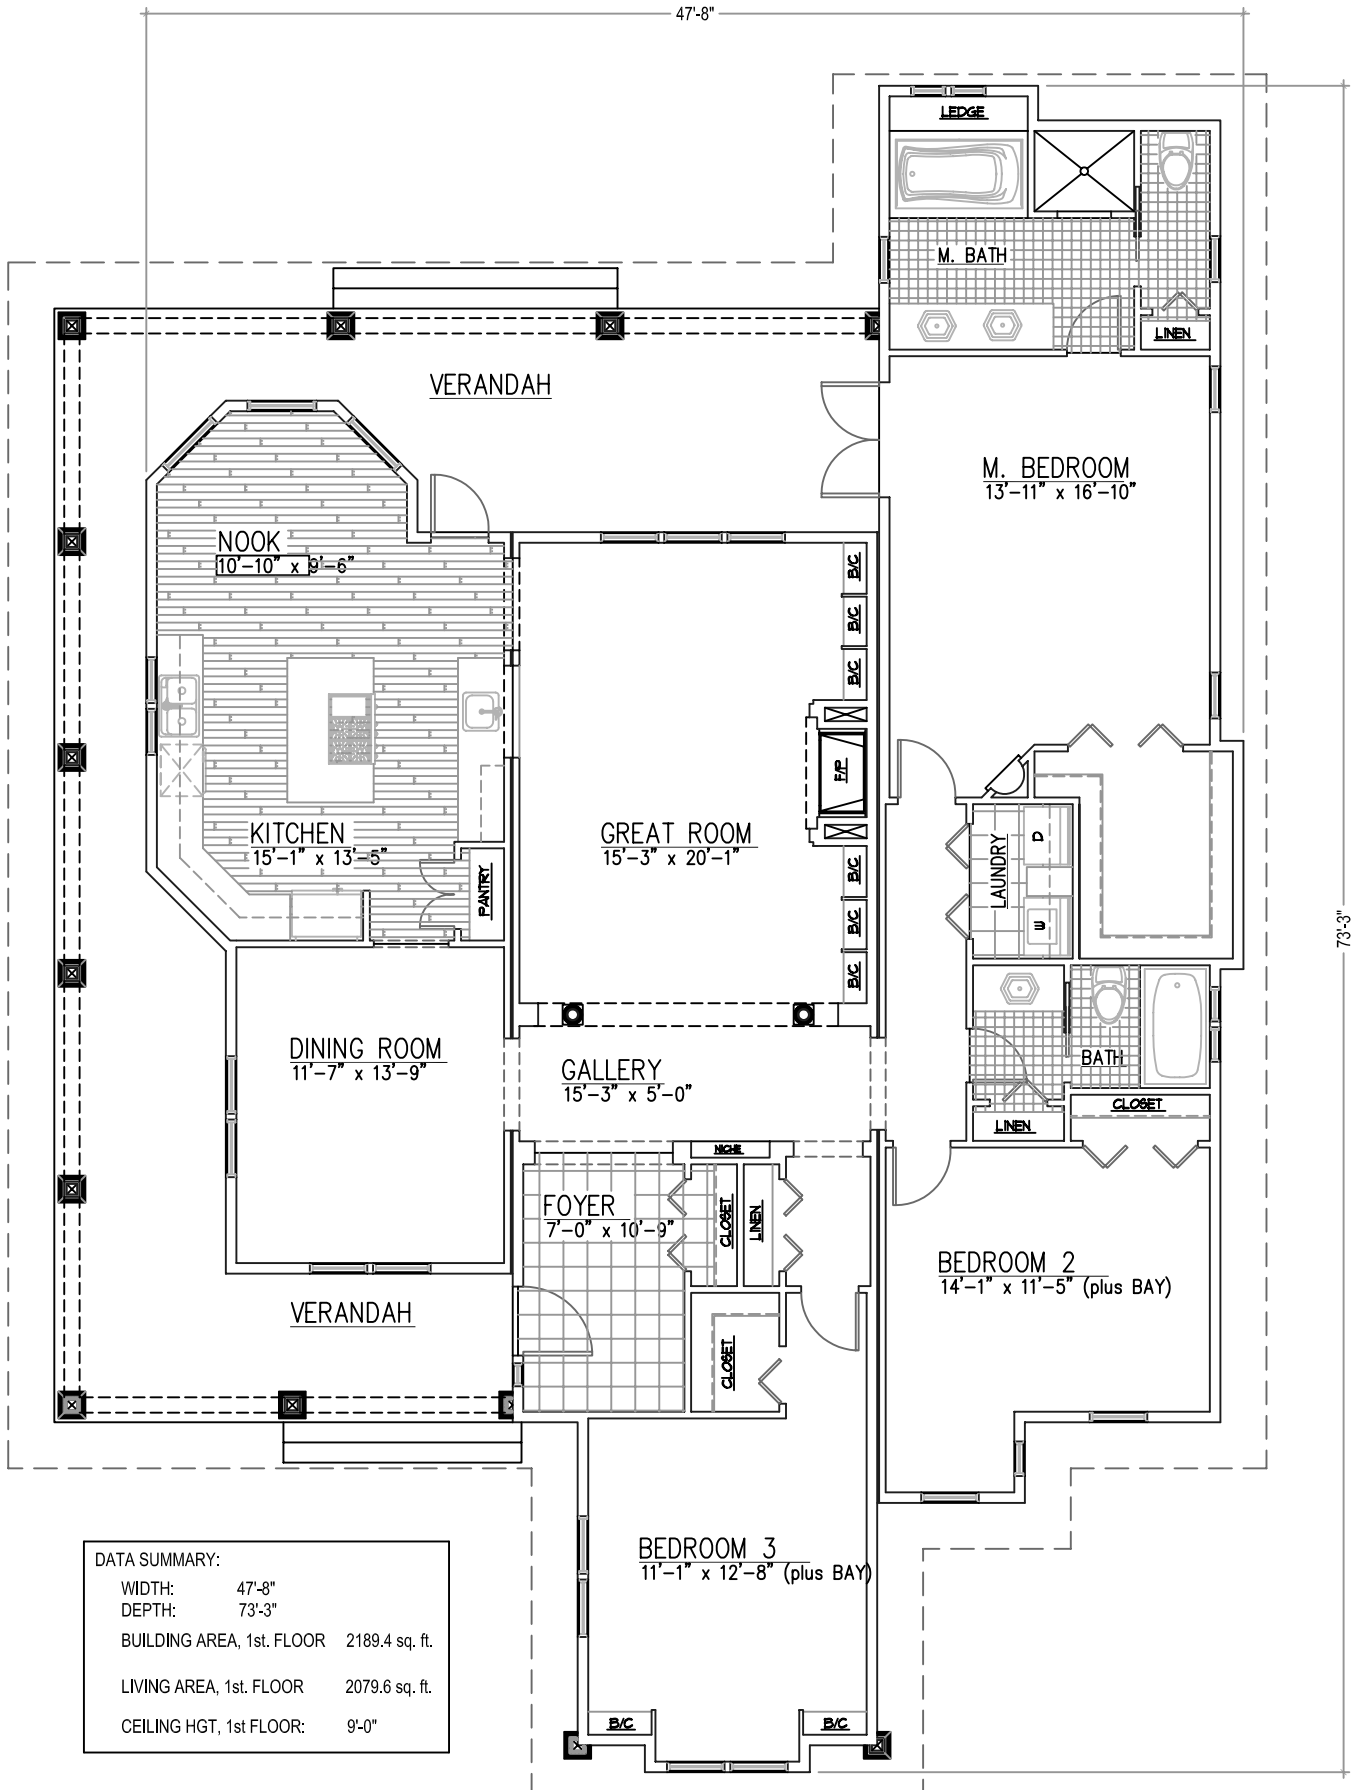 47'-8"
LEDGE
M. BATH
LINEN
VERANDAH
M. BEDROOM
13'-11" x 16'-10"
NOOK
10'-10" x 9'-6"
B/C
B/C
B/C
F/P
KITCHEN
15'-1" x 13'-5"
GREAT ROOM
15'-3" x 20'-1"
PANTRY
B/C
B/C
B/C
LAUNDRY
D
W
73'-3"
DINING ROOM
11'-7" x 13'-9"
GALLERY
15'-3" x 5'-0"
BATH
CLOSET
LINEN
NICHE
FOYER
7'-0" x 10'-9"
CLOSET
LINEN
BEDROOM 2
14'-1" x 11'-5" (plus BAY)
VERANDAH
CLOSET
BEDROOM 3
11'-1" x 12'-8" (plus BAY)
B/C
B/C
DATA SUMMARY:
WIDTH: 47'-8"
DEPTH: 73'-3"
BUILDING AREA, 1st. FLOOR 2189.4 sq. ft.
LIVING AREA, 1st. FLOOR 2079.6 sq. ft.
CEILING HGT, 1st FLOOR: 9'-0"